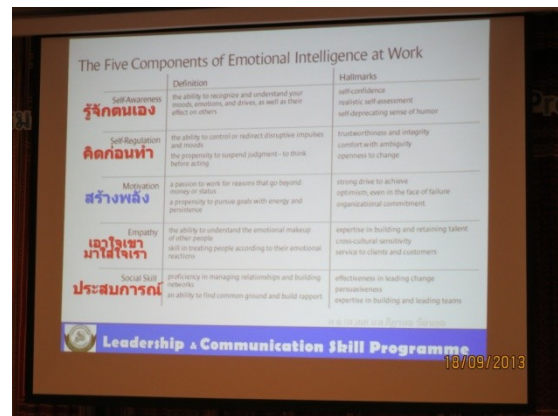 The Five Components of Emotional Intelligence at Work
Definition
Hallmarks
Self-Awareness
รู้จักตนเอง
the ability to recognize and understand your
moods, emotions, and drives, as well as their
effect on others
self-confidence
realistic self-assessment
self-deprecating sense of humor
Self-Regulation
คิดก่อนทำ
the ability to control or redirect disruptive impulses
and moods
the propensity to suspend judgment–to think
before acting
trustworthiness and integrity
comfort with ambiguity
openness to change
Motivation
สร้างพลัง
a passion to work for reasons that go beyond
money or status
a propensity to pursue goals with energy and
persistence
strong drive to achieve
optimism, even in the face of failure
organizational commitment
Empathy
เอาใจเขา
มาใส่ใจเรา
the ability to understand the emotional makeup
of other people
skill in treating people according to their emotional
reactions
expertise in building and retaining talent
cross-cultural sensitivity
service to clients and customers
Social Skill
ประสบการณ์
proficiency in managing relationships and building
networks
an ability to find common ground and build rapport
effectiveness in leading change
persuasiveness
expertise in building and leading teams
Leadership & Communication Skill Programme
18/09/2013